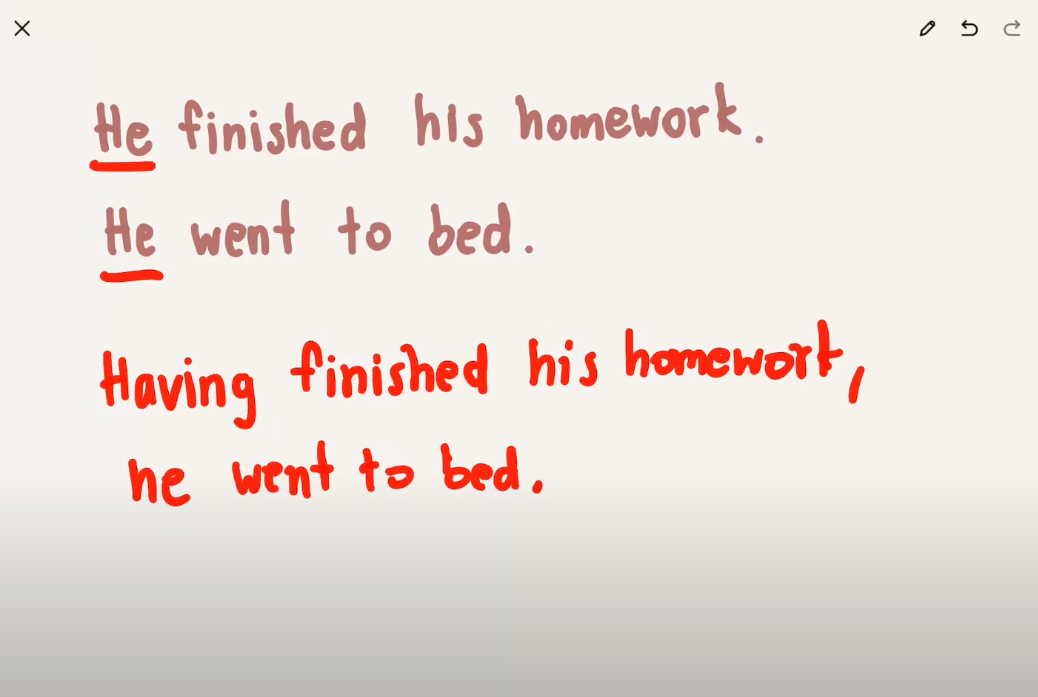 He finished his homework.
He went to bed.
Having finished his homework,
he went to bed.